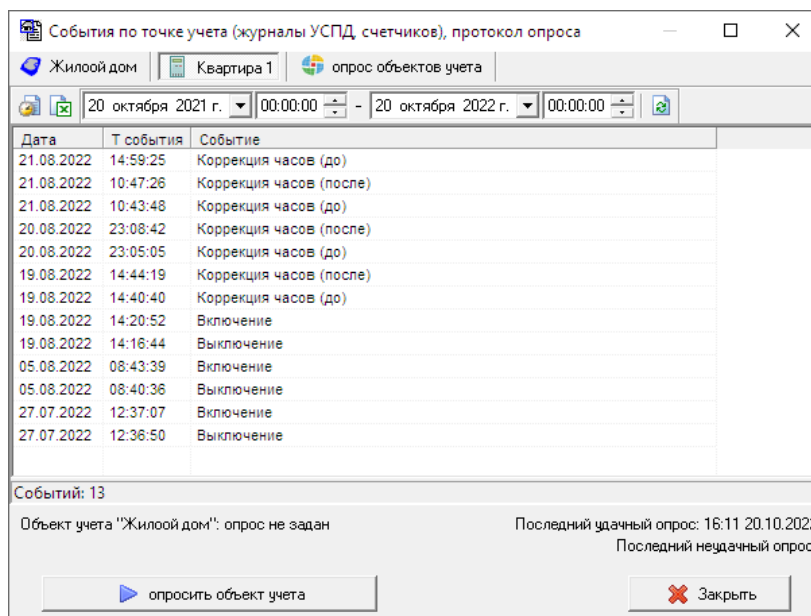 События по точке учета (журналы УСПД, счетчиков), протокол опроса
Жилоой дом Квартира 1 опрос объектов учета
20 октября 2021 г. 00:00:00 - 20 октября 2022 г. 00:00:00
Дата Т события Событие
21.08.2022 14:59:25 Коррекция часов (до)
21.08.2022 10:47:26 Коррекция часов (после)
21.08.2022 10:43:48 Коррекция часов (до)
20.08.2022 23:08:42 Коррекция часов (после)
20.08.2022 23:05:05 Коррекция часов (до)
19.08.2022 14:44:19 Коррекция часов (после)
19.08.2022 14:40:40 Коррекция часов (до)
19.08.2022 14:20:52 Включение
19.08.2022 14:16:44 Выключение
05.08.2022 08:43:39 Включение
05.08.2022 08:40:36 Выключение
27.07.2022 12:37:07 Включение
27.07.2022 12:36:50 Выключение
Событий: 13
Объект учета "Жилоой дом": опрос не задан Последний удачный опрос: 16:11 20.10.202
Последний неудачный опрос
опросить объект учета Закрыть